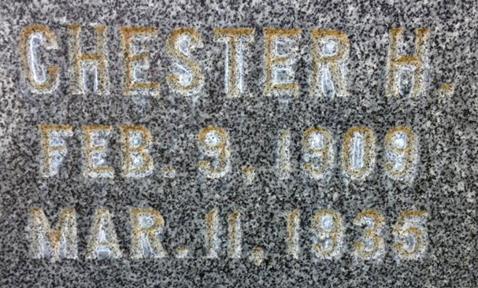 CHESTER H.
FEB. 9, 1909
MAR. 11, 1935